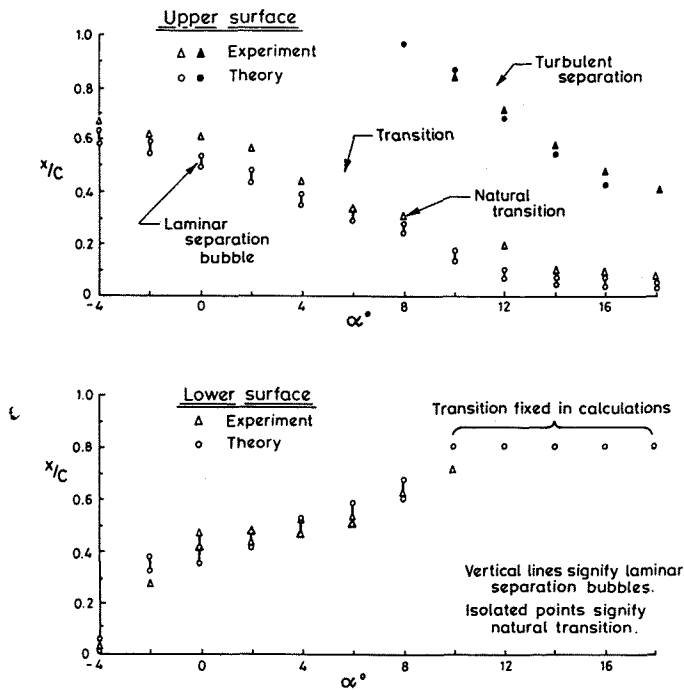 Upper surface
△ ▲ Experiment
○ ● Theory
1.0
0.8
0.6
0.4
0.2
0
x/c
Turbulent
separation
Transition
Natural
transition
Laminar
separation
bubble
-4 0 4 8 12 16
α°
Lower surface
△ Experiment
○ Theory
Transition fixed in calculations
1.0
0.8
0.6
0.4
0.2
0
x/c
Vertical lines signify laminar
separation bubbles.
Isolated points signify
natural transition.
-4 0 4 8 12 16
α°